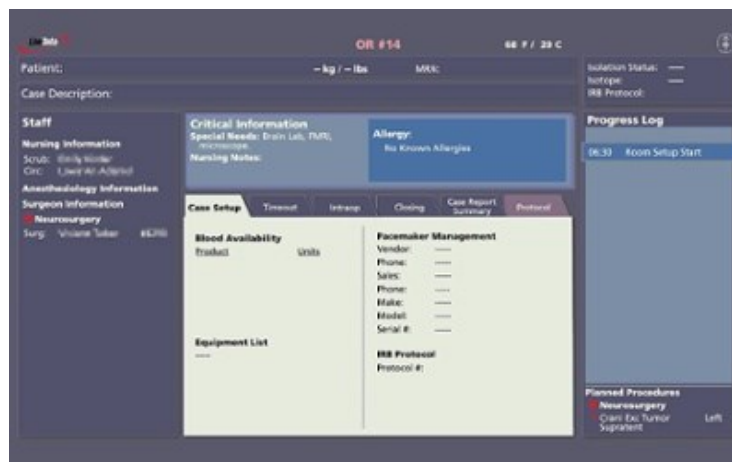 OR #14
68 F / 20 C
Patient:
-- kg / -- lbs
MRN:
Case Description:
Isolation Status: ----
Isotope: ----
IRB Protocol:
Staff
Nursing Information
Scrub:
Circ:
Anesthesiology Information
Surgeon Information
Neurosurgery
Surg:
Critical Information
Special Needs: Brain Lab, FMRI,
microscope.
Nursing Notes:
Allergy:
No Known Allergies
Progress Log
06:30 Room Setup Start
Case Setup
Timeout
Intraop
Closing
Case Report
Summary
Protocol
Blood Availability
Product Units
Equipment List
----
Pacemaker Management
Vendor: ----
Phone: ----
Sales: ----
Phone: ----
Make: ----
Model: ----
Serial #: ----
IRB Protocol
Protocol #:
Planned Procedures
Neurosurgery
Crani Exc Tumor Left
Supratent